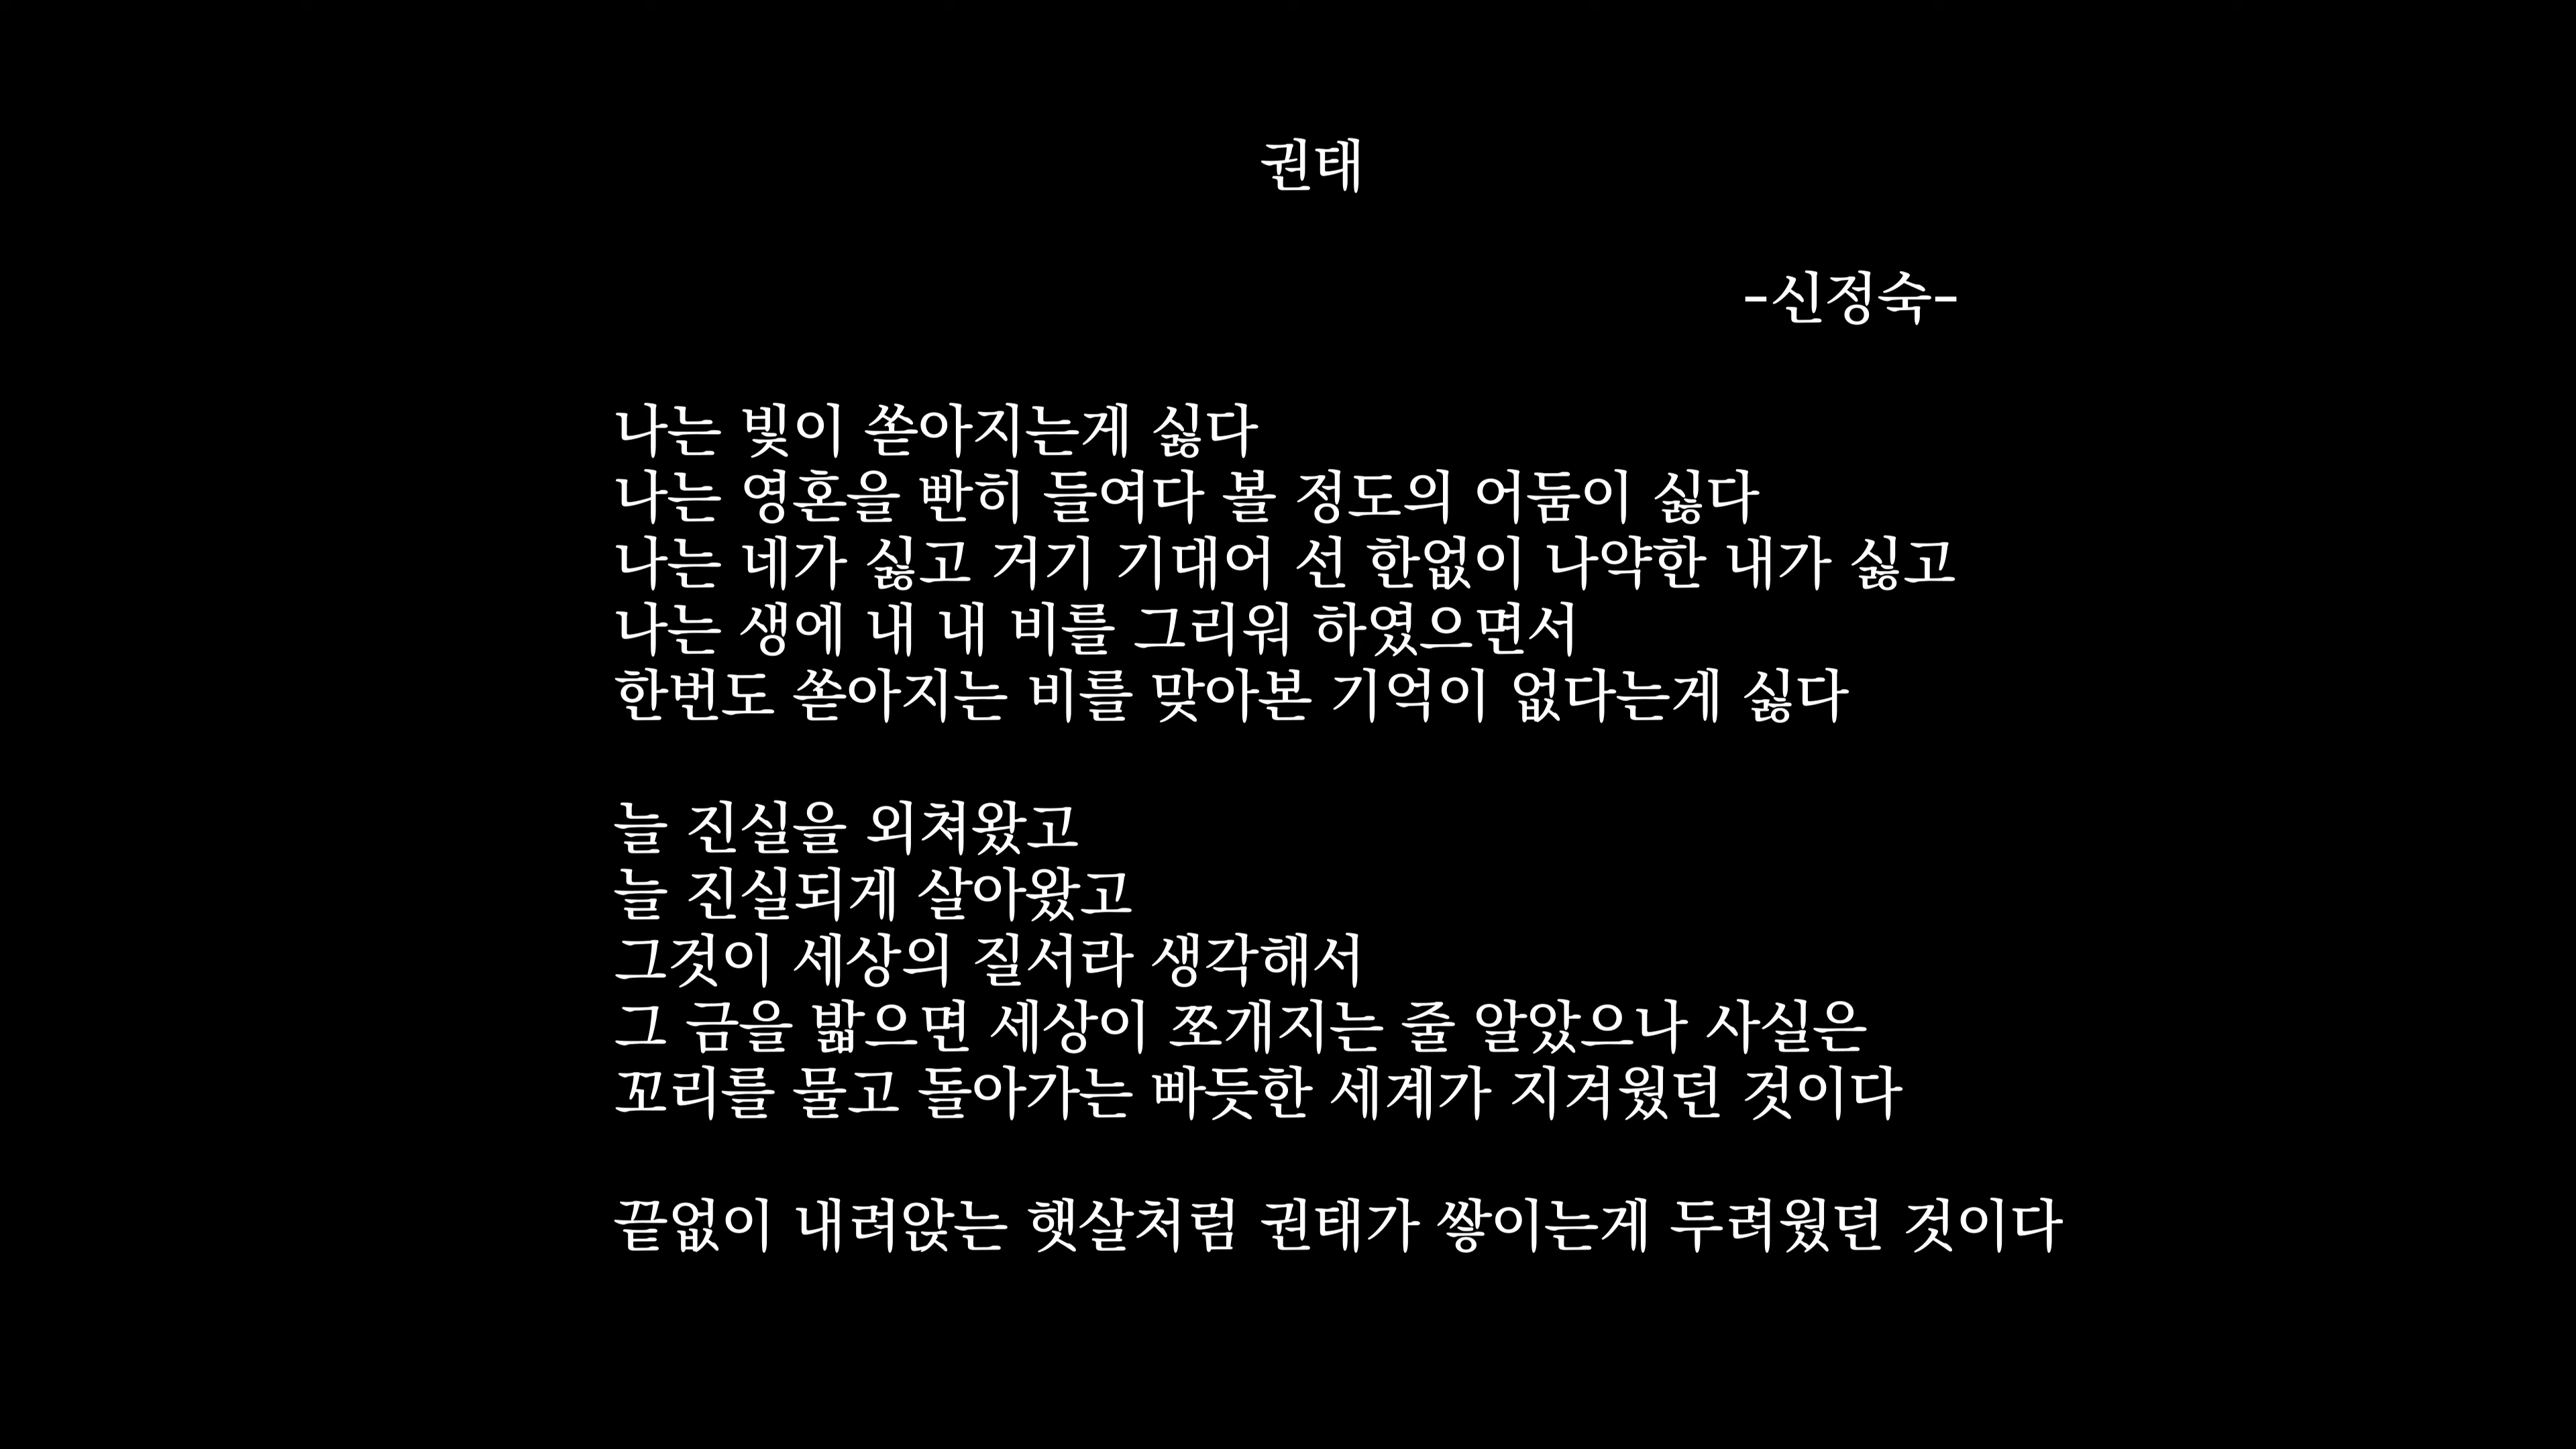 권태
-신정숙-
나는 빛이 쏟아지는게 싫다
나는 영혼을 빤히 들여다 볼 정도의 어둠이 싫다
나는 네가 싫고 거기 기대어 선 한없이 나약한 내가 싫고
나는 생에 내 내 비를 그리워 하였으면서
한번도 쏟아지는 비를 맞아본 기억이 없다는게 싫다
늘 진실을 외쳐왔고
늘 진실되게 살아왔고
그것이 세상의 질서라 생각해서
그 금을 밟으면 세상이 쪼개지는 줄 알았으나 사실은
꼬리를 물고 돌아가는 빠듯한 세계가 지겨웠던 것이다
끝없이 내려앉는 햇살처럼 권태가 쌓이는게 두려웠던 것이다